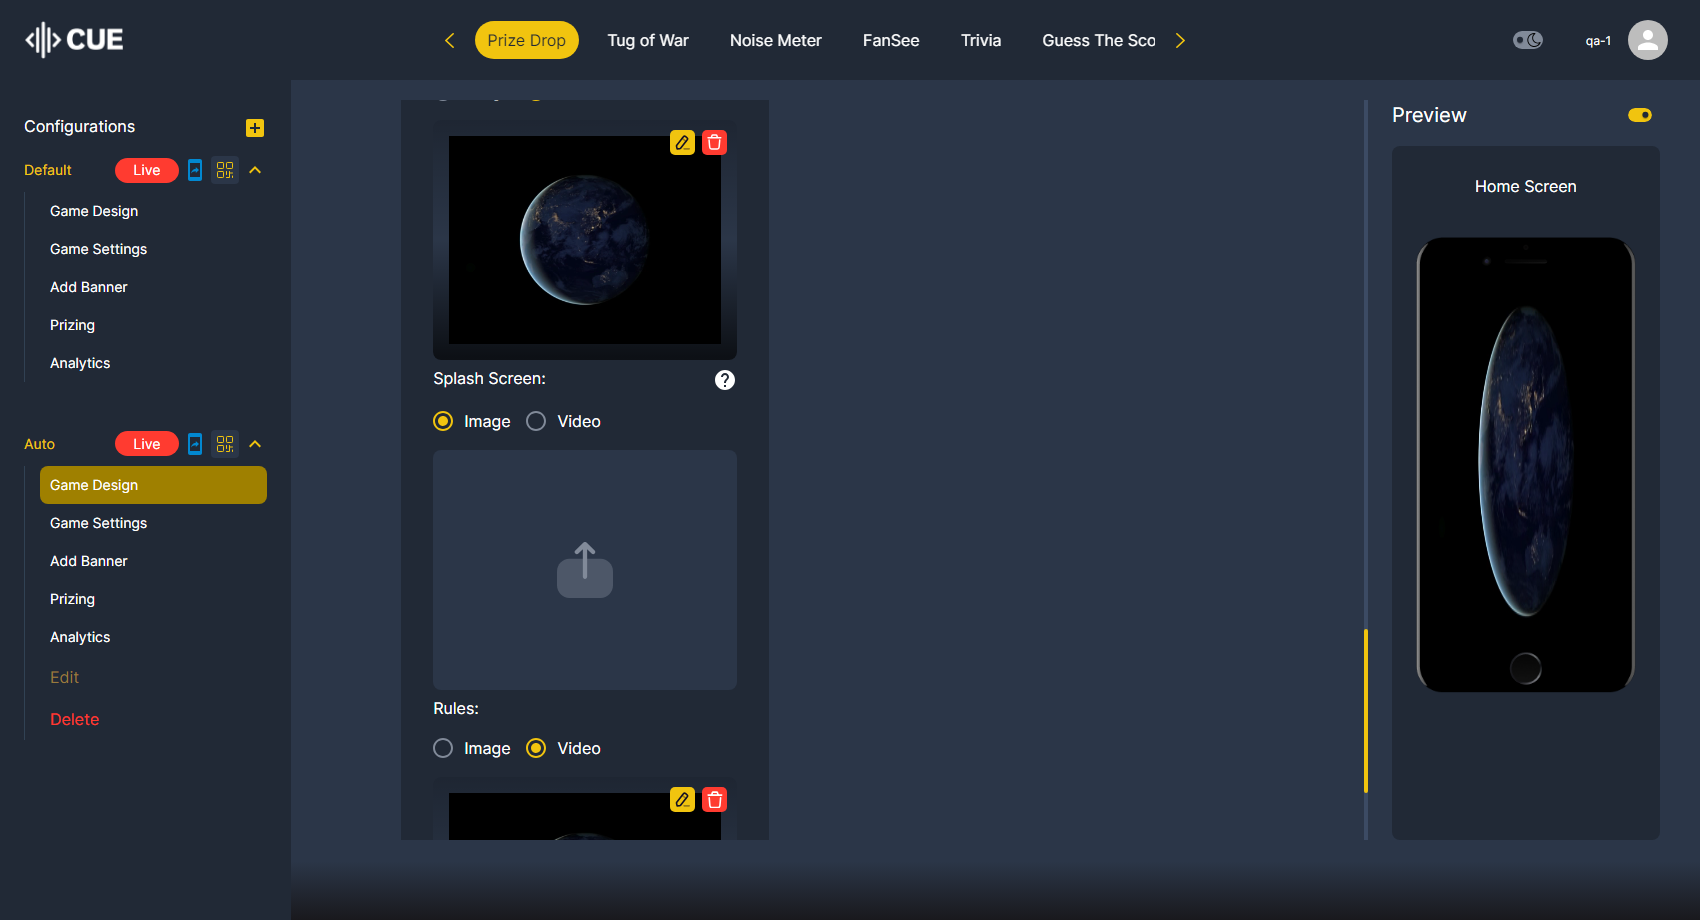 CUE
Prize Drop
Tug of War
Noise Meter
FanSee
Trivia
Guess The Sco
qa-1
Configurations
Default
Live
Game Design
Game Settings
Add Banner
Prizing
Analytics
Auto
Live
Game Design
Game Settings
Add Banner
Prizing
Analytics
Edit
Delete
Splash Screen:
?
Image
Video
Rules:
Image
Video
Preview
Home Screen